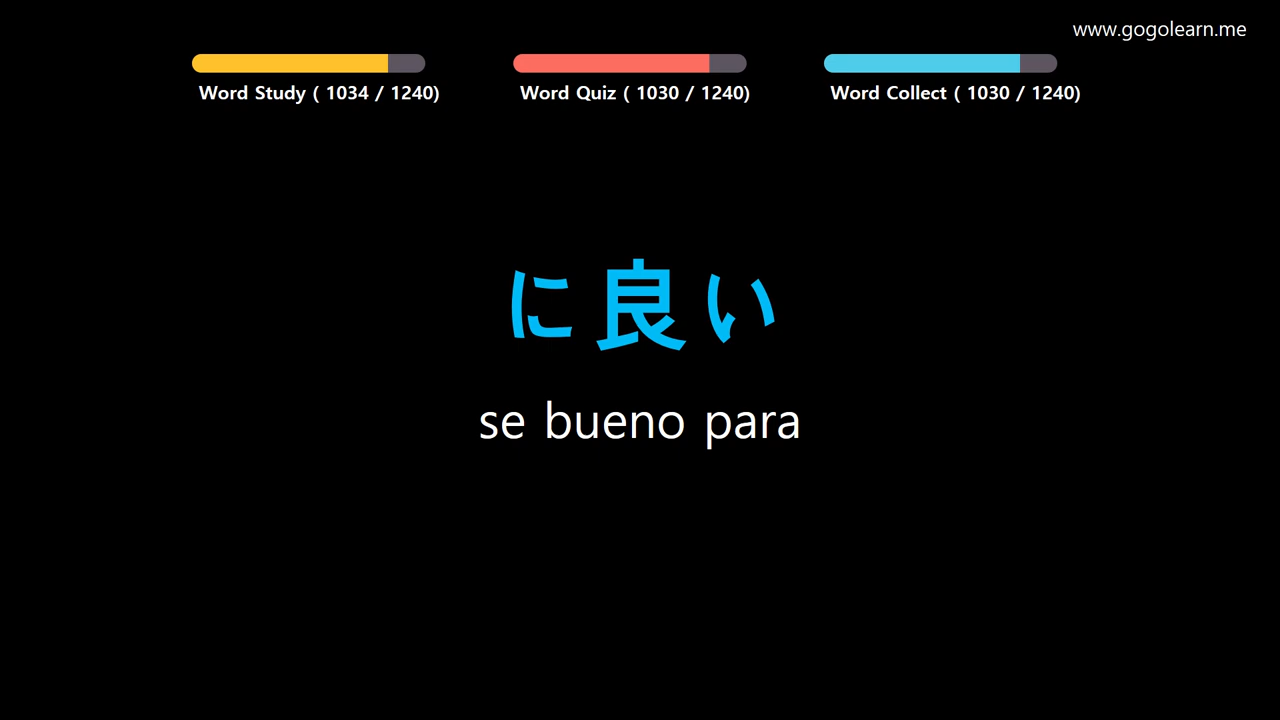 www.gogolearn.me
Word Study ( 1034 / 1240)
Word Quiz ( 1030 / 1240)
Word Collect ( 1030 / 1240)
に良い
se bueno para